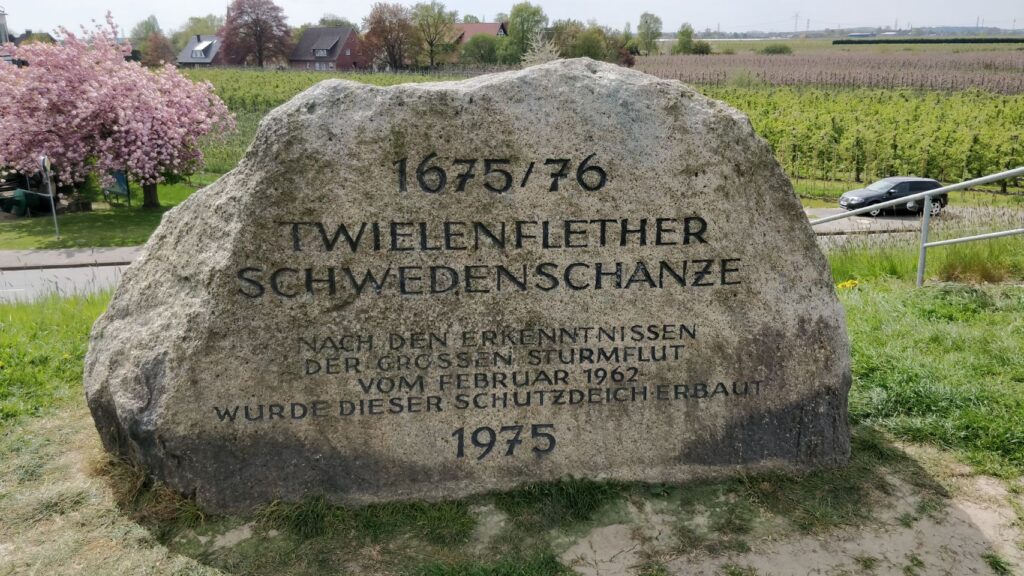 1675/76
TWIELENFLETHER
SCHWEDENSCHANZE
NACH DEN ERKENNTNISSEN
DER GROSSEN STURMFLUT
VOM FEBRUAR 1962
WURDE DIESER SCHUTZDEICH ERBAUT
1975